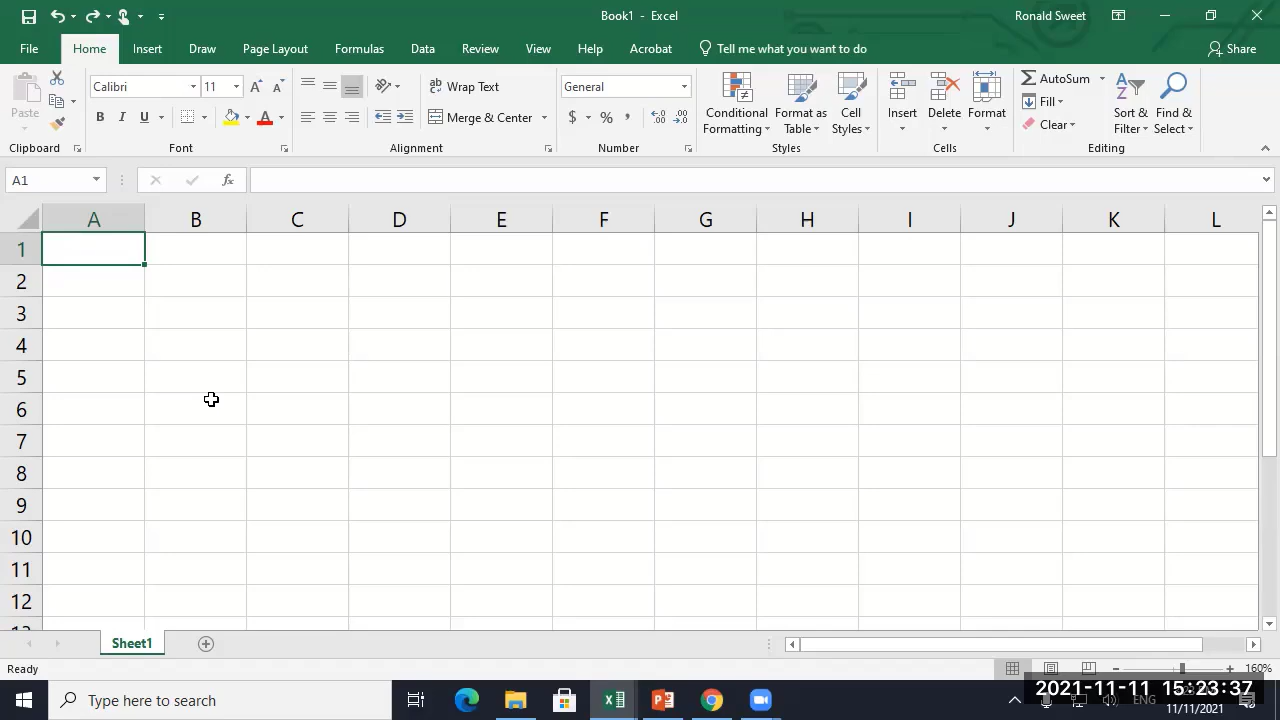 Book1 - Excel
Ronald Sweet
File Home Insert Draw Page Layout Formulas Data Review View Help Acrobat Tell me what you want to do Share
Paste
Clipboard
Calibri 11
B I U A
Font
Wrap Text
Merge & Center
Alignment
General
$ % ,
Number
Conditional Formatting
Format as Table
Cell Styles
Styles
Insert Delete Format
Cells
AutoSum
Fill
Clear
Sort & Filter
Find & Select
Editing
A1 fx
A B C D E F G H I J K L
1
2
3
4
5
6
7
8
9
10
11
12
13
Sheet1
Ready
160%
Type here to search
ENG
2021-11-11 15:23:37
11/11/2021